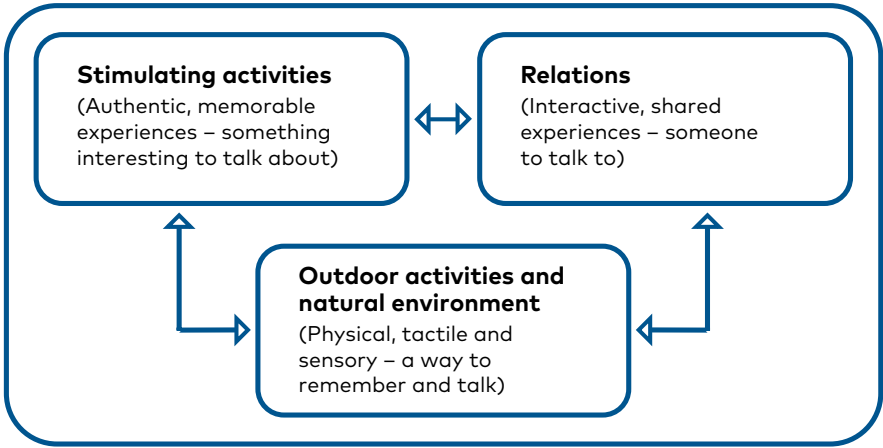 Stimulating activities
(Authentic, memorable
experiences – something
interesting to talk about)
Relations
(Interactive, shared
experiences – someone
to talk to)
Outdoor activities and
natural environment
(Physical, tactile and
sensory – a way to
remember and talk)